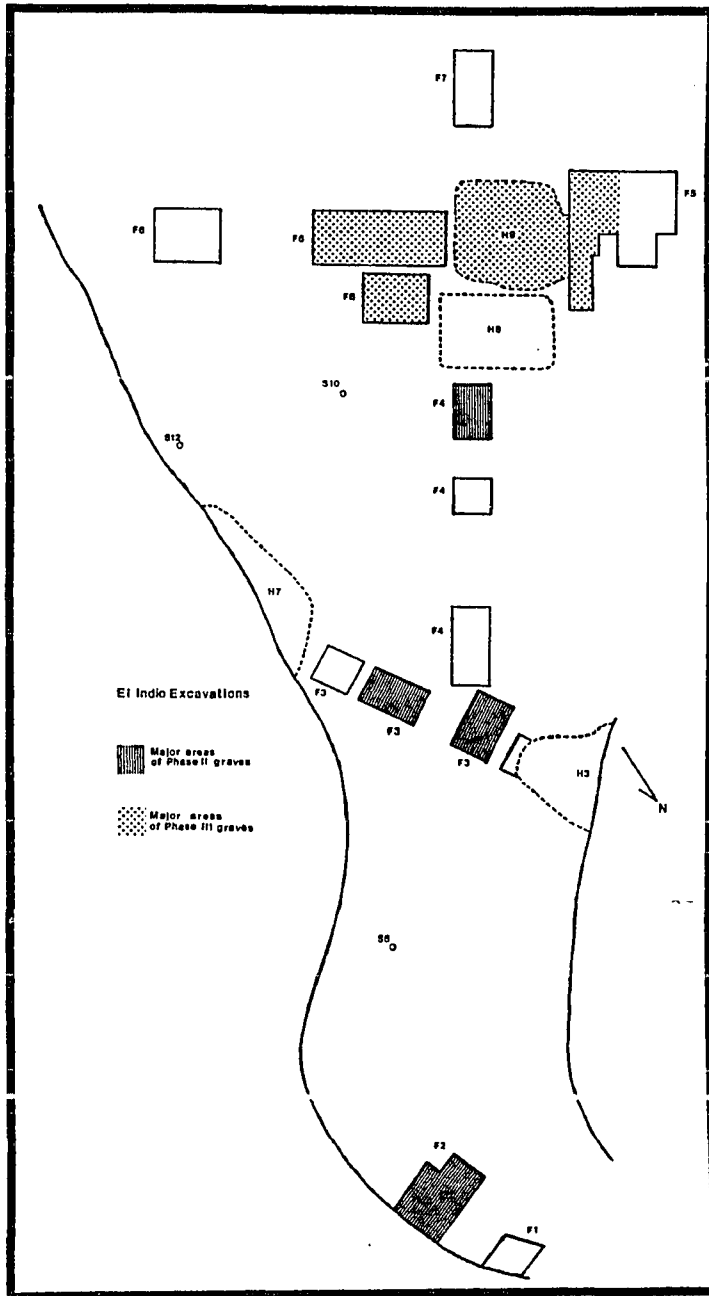 F7
F5
F6
F6
H9
F6
H8
S10
F4
S12
F4
H7
F4
El Indio Excavations
F3
F3
F3
H3
Major areas
of Phase II graves
N
Major areas
of Phase III graves
S6
F2
F1